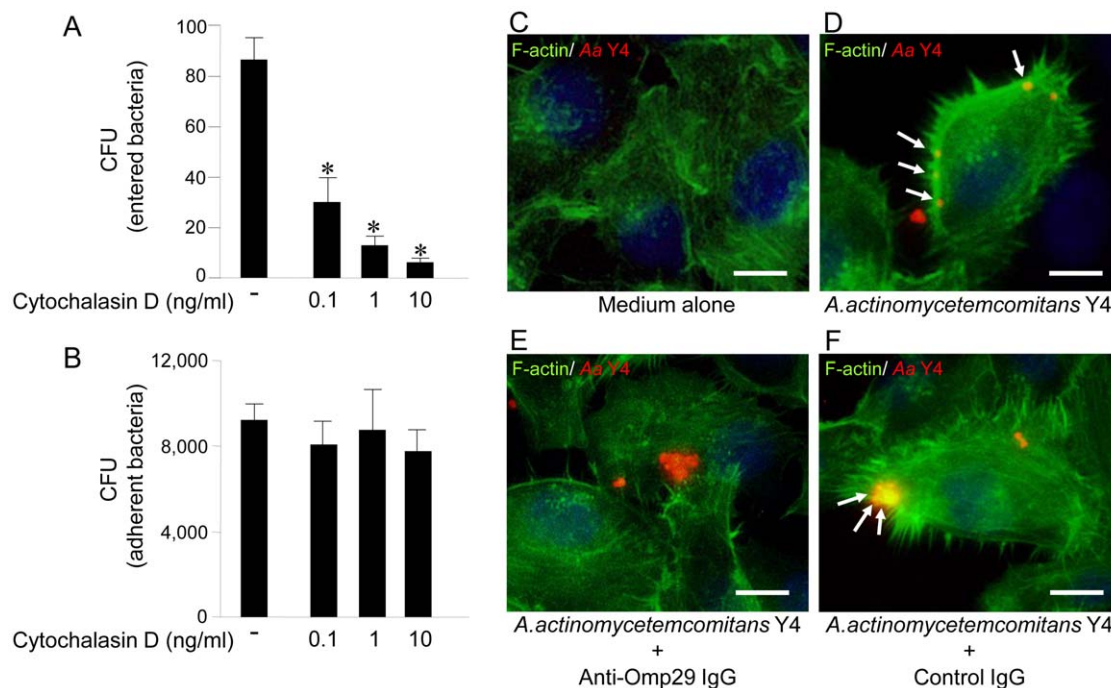 A
CFU
(entered bacteria)
100
80
60
40
20
0
Cytochalasin D (ng/ml)
- 0.1 1 10
*
*
*
B
CFU
(adherent bacteria)
12,000
8,000
4,000
0
Cytochalasin D (ng/ml)
- 0.1 1 10
C
F-actin/ Aa Y4
Medium alone
D
F-actin/ Aa Y4
A.actinomycetemcomitans Y4
E
F-actin/ Aa Y4
A.actinomycetemcomitans Y4
+
Anti-Omp29 IgG
F
F-actin/ Aa Y4
A.actinomycetemcomitans Y4
+
Control IgG